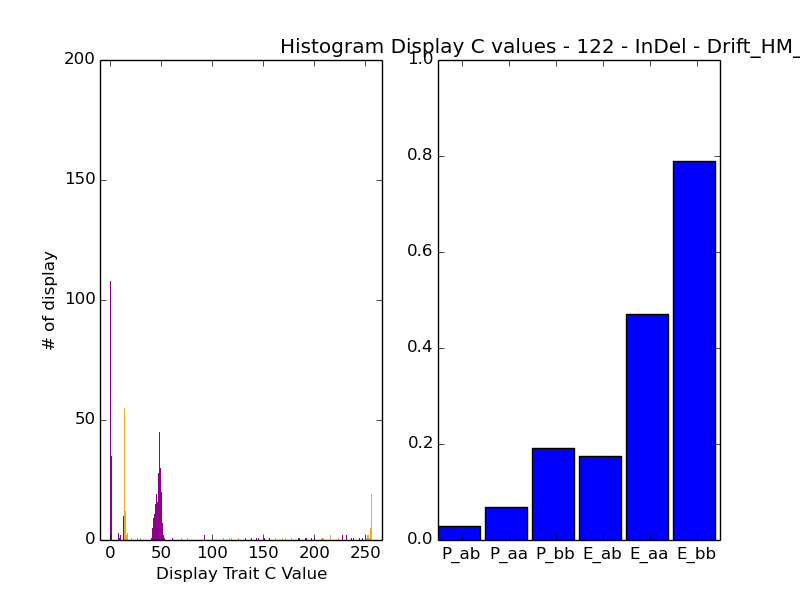 Histogram Display C values - 122 - InDel - Drift_HM_
200
150
100
50
0
# of display
0 50 100 150 200 250
Display Trait C Value
1.0
0.8
0.6
0.4
0.2
0.0
P_ab P_aa P_bb E_ab E_aa E_bb